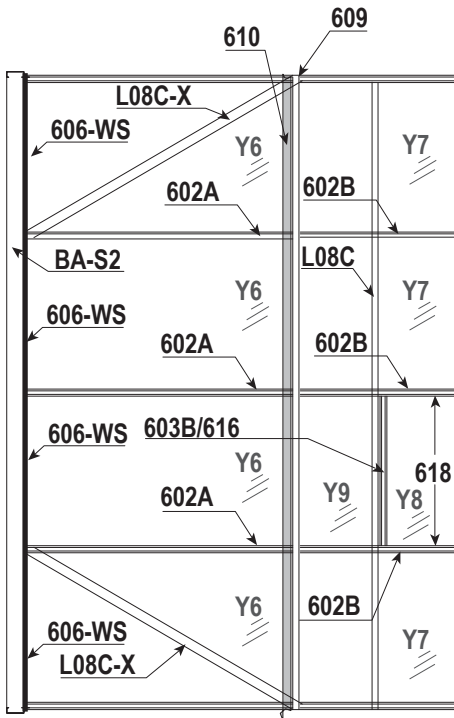 609
610
L08C-X
606-WS
Y6
Y7
602A
602B
BA-S2
L08C
Y6
Y7
606-WS
602A
602B
603B/616
606-WS
Y6
618
Y9
Y8
602A
Y6
602B
606-WS
Y7
L08C-X